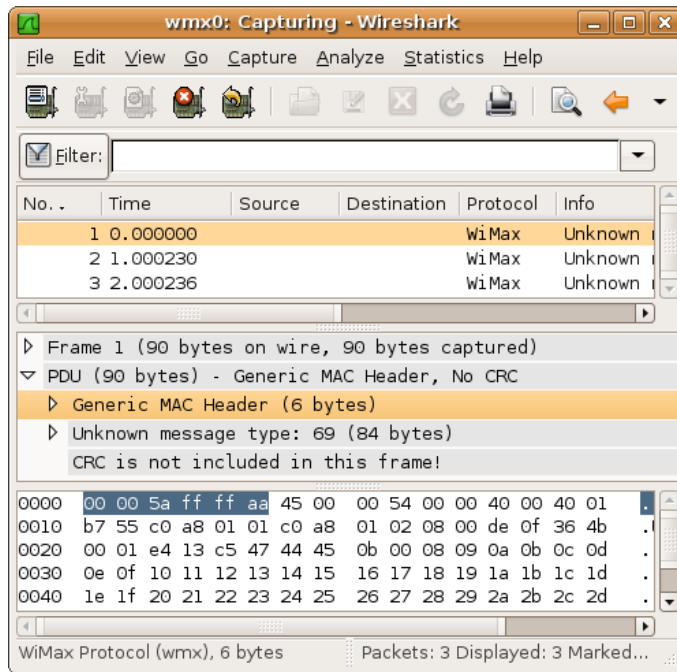 wmx0: Capturing - Wireshark
File Edit View Go Capture Analyze Statistics Help
Filter:
No. . Time Source Destination Protocol Info
1 0.000000 WiMax Unknown
2 1.000230 WiMax Unknown
3 2.000236 WiMax Unknown
Frame 1 (90 bytes on wire, 90 bytes captured)
PDU (90 bytes) - Generic MAC Header, No CRC
Generic MAC Header (6 bytes)
Unknown message type: 69 (84 bytes)
CRC is not included in this frame!
0000 00 00 5a ff ff aa 45 00 00 54 00 00 40 00 40 01 .
0010 b7 55 c0 a8 01 01 c0 a8 01 02 08 00 de 0f 36 4b .
0020 00 01 e4 13 c5 47 44 45 0b 00 08 09 0a 0b 0c 0d .
0030 0e 0f 10 11 12 13 14 15 16 17 18 19 1a 1b 1c 1d .
0040 1e 1f 20 21 22 23 24 25 26 27 28 29 2a 2b 2c 2d .
WiMax Protocol (wmx), 6 bytes Packets: 3 Displayed: 3 Marked...